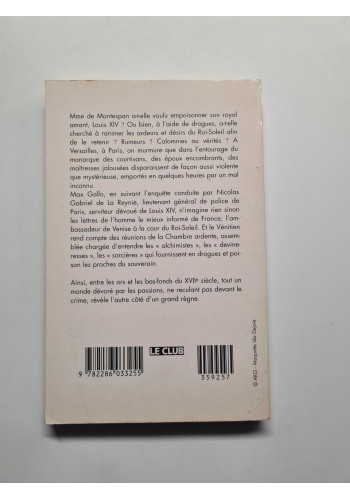 Mme de Montespan a-t-elle voulu empoisonner son royal
amant, Louis XIV ? Ou bien, à l'aide de drogues, a-t-elle
cherché à ranimer les ardeurs et désirs du Roi-Soleil afin
de le retenir ? Rumeurs ! Calomnies ou vérités ? A
Versailles, à Paris, on murmure que dans l'entourage du
monarque des courtisans, des époux encombrants, des
maîtresses jalousées disparaissent de façon aussi violente
que mystérieuse, emportés en quelques heures par un mal
inconnu.
Max Gallo, en suivant l'enquête conduite par Nicolas
Gabriel de La Reynie, lieutenant général de police de
Paris, serviteur dévoué de Louis XIV, n'imagine rien sinon
les lettres de l'homme le mieux informé de France, l'am-
bassadeur de Venise à la cour du Roi-Soleil. Et le Vénitien
rend compte des réunions de la Chambre ardente, assem-
blée chargée d'entendre les « alchimistes », les « devine-
resses », les « sorcières » qui fournissent en drogues et poi-
son les proches du souverain.
Ainsi, entre les ors et les bas-fonds du XVIIe siècle, tout un
monde dévoré par les passions, ne reculant pas devant le
crime, révèle l'autre côté d'un grand règne.
LE CLUB
9 782286 033255
359257
© AKG - Maquette Ida Depre